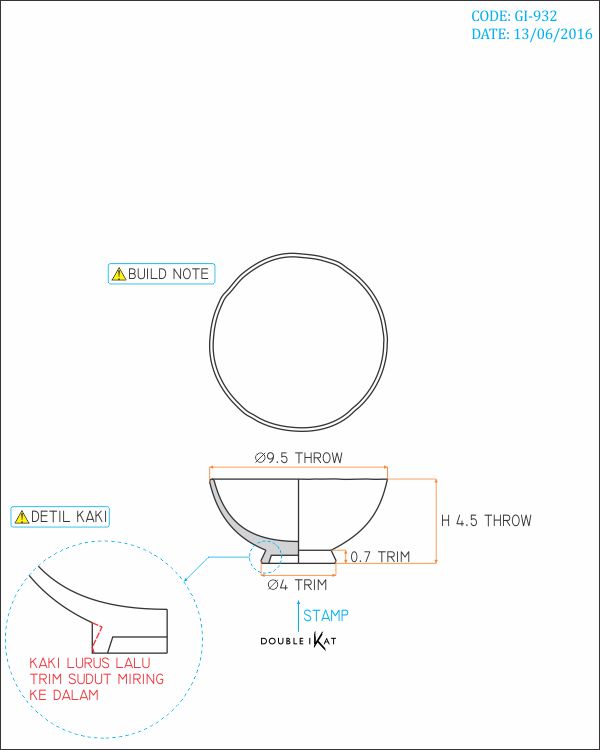 CODE: GI-932
DATE: 13/06/2016
BUILD NOTE
Ø9.5 THROW
DETIL KAKI
H 4.5 THROW
0.7 TRIM
Ø4 TRIM
STAMP
DOUBLE IKAT
KAKI LURUS LALU
TRIM SUDUT MIRING
KE DALAM